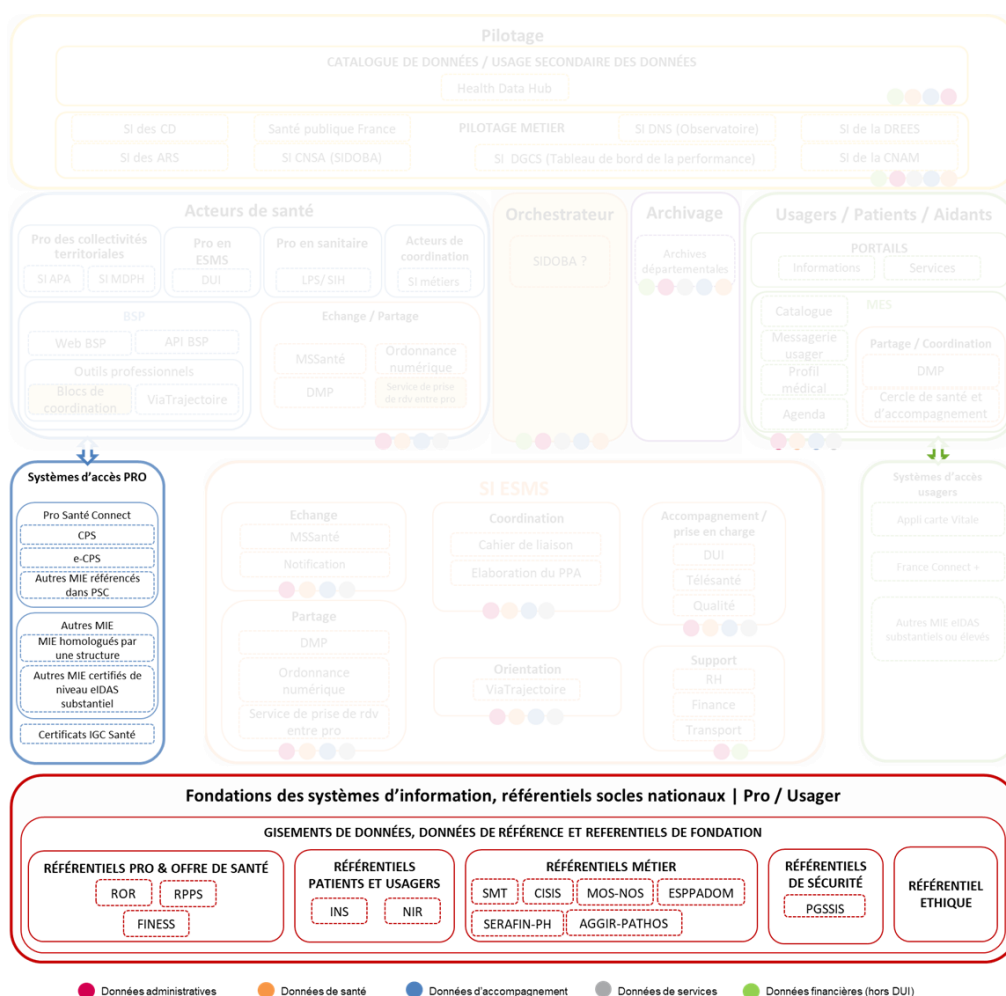 Pilotage
CATALOGUE DE DONNÉES / USAGE SECONDAIRE DES DONNÉES
Health Data Hub
SI des CD
Santé publique France
PILOTAGE METIER
SI DNS (Observatoire)
SI de la DREES
SI des ARS
SI CNSA (SIDOBA)
SI DGCS (Tableau de bord de la performance)
SI de la CNAM
Acteurs de santé
Pro des collectivités
territoriales
SI APA
SI MDPH
Pro en
ESMS
DUI
Pro en sanitaire
LPS/ SIH
Acteurs de
coordination
SI métiers
BSP
Web BSP
API BSP
Outils professionnels
Blocs de
coordination
ViaTrajectoire
Echange / Partage
MSSanté
Ordonnance
numérique
DMP
Service de prise
de rdv entre pro
Orchestrateur
SIDOBA ?
Archivage
Archives
départementales
Usagers / Patients / Aidants
PORTAILS
Informations
Services
MES
Catalogue
Messagerie
usager
Profil
médical
Agenda
Partage / Coordination
DMP
Cercle de santé et
d'accompagnement
Systèmes d'accès PRO
Pro Santé Connect
CPS
e-CPS
Autres MIE référencés
dans PSC
Autres MIE
MIE homologués par
une structure
Autres MIE certifiés de
niveau eIDAS
substantiel
Certificats IGC Santé
SI ESMS
Echange
MSSanté
Notification
Partage
DMP
Ordonnance
numérique
Service de prise de rdv
entre pro
Coordination
Cahier de liaison
Elaboration du PPA
Orientation
ViaTrajectoire
Accompagnement /
prise en charge
DUI
Télésanté
Qualité
Support
RH
Finance
Transport
Systèmes d'accès
usagers
Appli carte Vitale
France Connect +
Autres MIE eIDAS
substantiels ou élevés
Fondations des systèmes d'information, référentiels socles nationaux | Pro / Usager
GISEMENTS DE DONNÉES, DONNÉES DE RÉFÉRENCE ET REFERENTIELS DE FONDATION
RÉFÉRENTIELS PRO & OFFRE DE SANTÉ
ROR
RPPS
FINESS
RÉFÉRENTIELS
PATIENTS ET USAGERS
INS
NIR
RÉFÉRENTIELS MÉTIER
SMT
CISIS
MOS-NOS
ESPPADOM
SERAFIN-PH
AGGIR-PATHOS
RÉFÉRENTIELS
DE SÉCURITÉ
PGSSIS
RÉFÉRENTIEL
ETHIQUE
Données administratives
Données de santé
Données d'accompagnement
Données de services
Données financières (hors DUI)